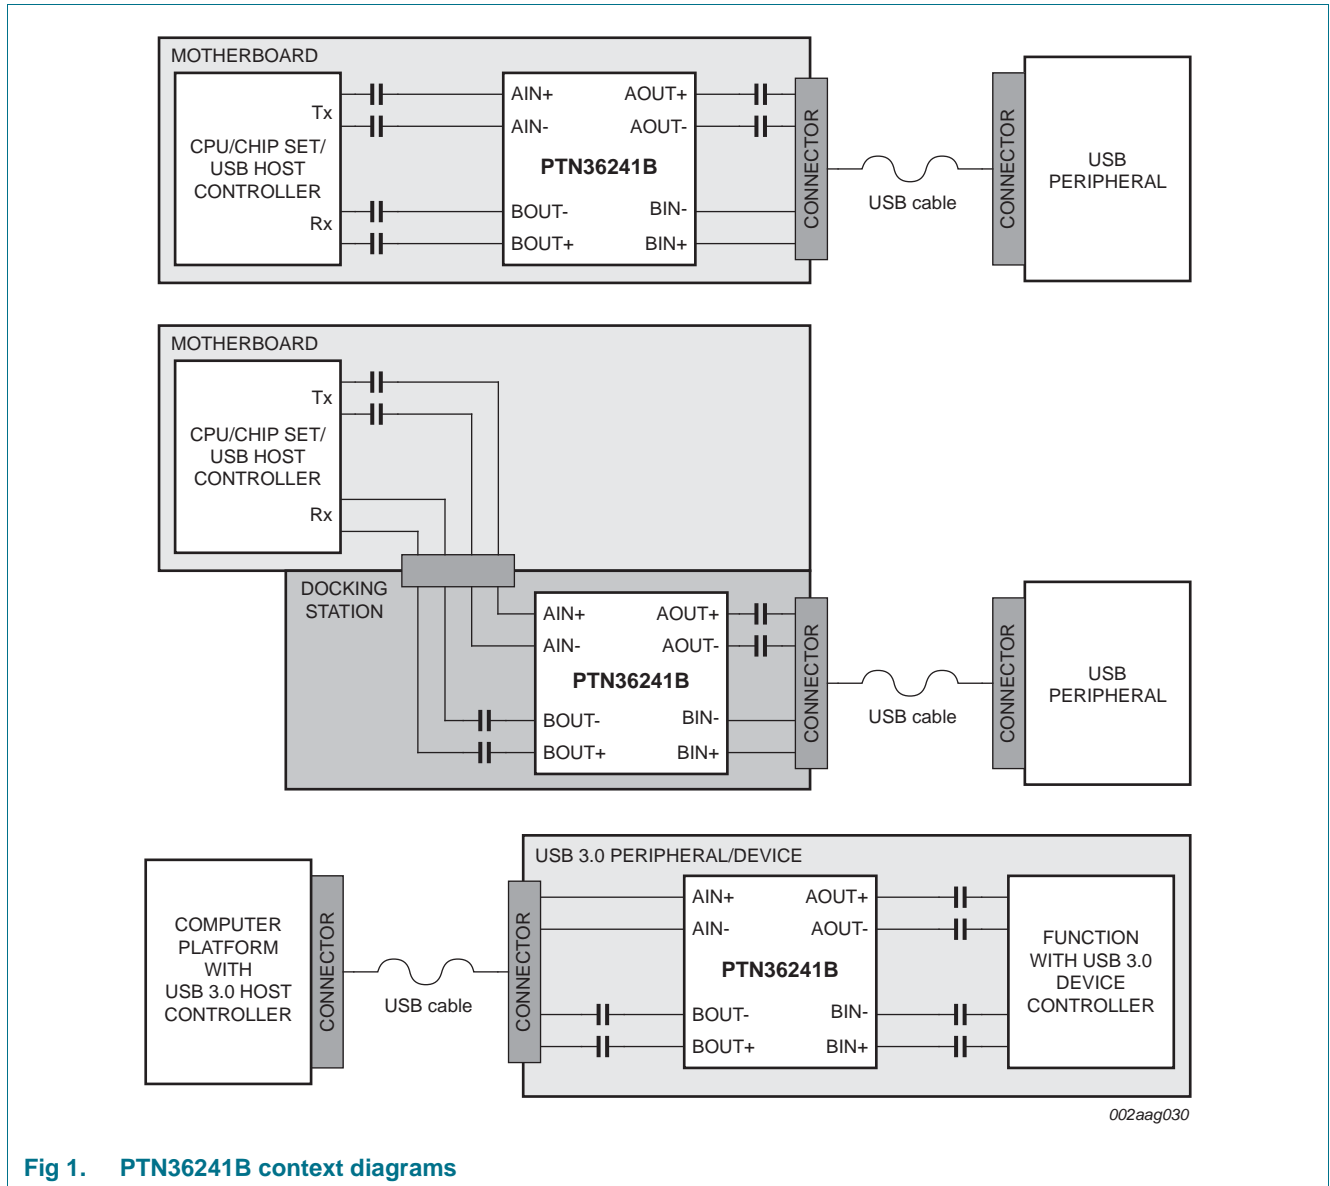 MOTHERBOARD
Tx
CPU/CHIP SET/
USB HOST
CONTROLLER
Rx
AIN+
AOUT+
AIN-
AOUT-
PTN36241B
BOUT-
BIN-
BOUT+
BIN+
CONNECTOR
USB cable
CONNECTOR
USB
PERIPHERAL
MOTHERBOARD
Tx
CPU/CHIP SET/
USB HOST
CONTROLLER
Rx
DOCKING
STATION
AIN+
AOUT+
AIN-
AOUT-
PTN36241B
BOUT-
BIN-
BOUT+
BIN+
CONNECTOR
USB cable
CONNECTOR
USB
PERIPHERAL
COMPUTER
PLATFORM
WITH
USB 3.0 HOST
CONTROLLER
CONNECTOR
USB cable
CONNECTOR
USB 3.0 PERIPHERAL/DEVICE
AIN+
AOUT+
AIN-
AOUT-
PTN36241B
BOUT-
BIN-
BOUT+
BIN+
FUNCTION
WITH USB 3.0
DEVICE
CONTROLLER
002aag030
Fig 1. PTN36241B context diagrams